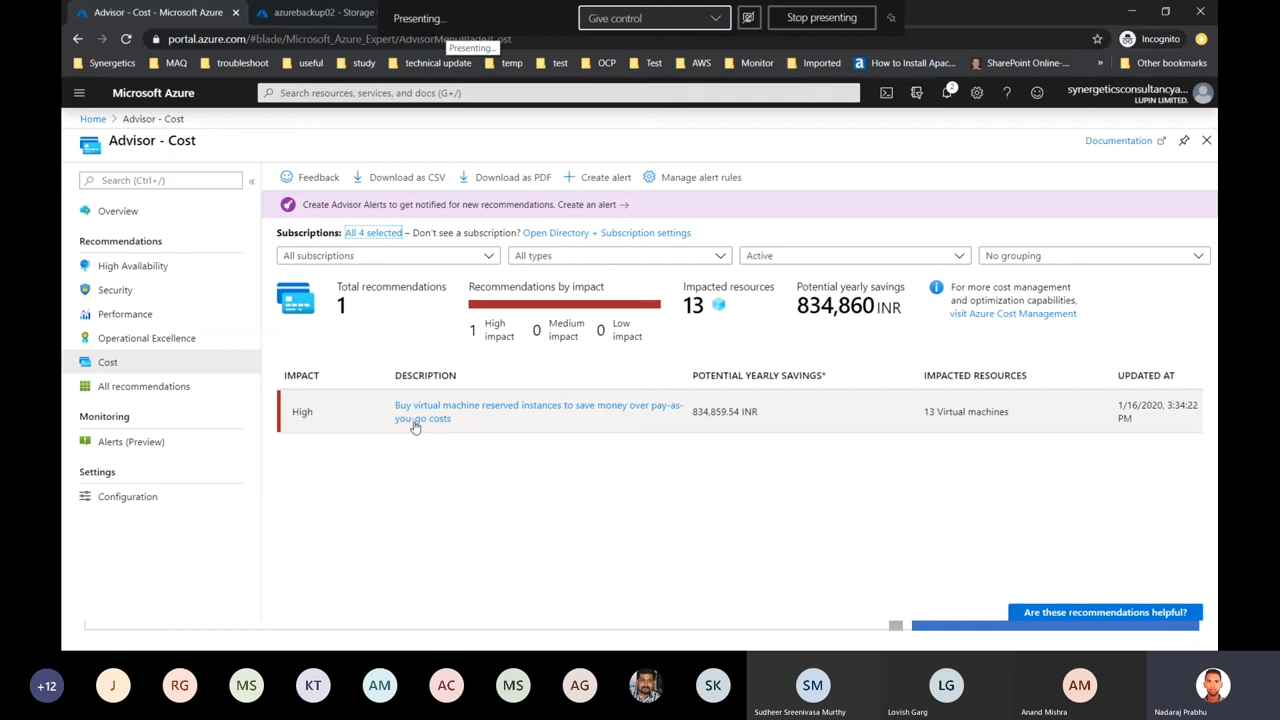 Advisor - Cost - Microsoft Azure
azurebackup02 - Storage
Presenting...
Give control
Stop presenting
Presenting...
portal.azure.com/#blade/Microsoft_Azure_Expert/AdvisorMenuBlade/Cost
Incognito
Synergetics
MAQ
troubleshoot
useful
study
technical update
temp
test
OCP
Test
AWS
Monitor
Imported
How to Install Apac...
SharePoint Online-...
»
Other bookmarks
Microsoft Azure
Search resources, services, and docs (G+/)
2
synergeticsconsultancya...
LUPIN LIMITED.
Home > Advisor - Cost
Advisor - Cost
Documentation
Search (Ctrl+/)
«
Feedback
Download as CSV
Download as PDF
Create alert
Manage alert rules
Create Advisor Alerts to get notified for new recommendations. Create an alert →
Overview
Recommendations
High Availability
Security
Performance
Operational Excellence
Cost
All recommendations
Monitoring
Alerts (Preview)
Settings
Configuration
Subscriptions: All 4 selected – Don't see a subscription? Open Directory + Subscription settings
All subscriptions
All types
Active
No grouping
Total recommendations
1
Recommendations by impact
1 High impact
0 Medium impact
0 Low impact
Impacted resources
13
Potential yearly savings
834,860 INR
For more cost management
and optimization capabilities,
visit Azure Cost Management
IMPACT
DESCRIPTION
POTENTIAL YEARLY SAVINGS*
IMPACTED RESOURCES
UPDATED AT
High
Buy virtual machine reserved instances to save money over pay-as-
you-go costs
834,859.54 INR
13 Virtual machines
1/16/2020, 3:34:22
PM
Are these recommendations helpful?
+12
J
RG
MS
KT
AM
AC
MS
AG
SK
SM
Sudheer Sreenivasa Murthy
LG
Lovish Garg
AM
Anand Mishra
Nadaraj Prabhu